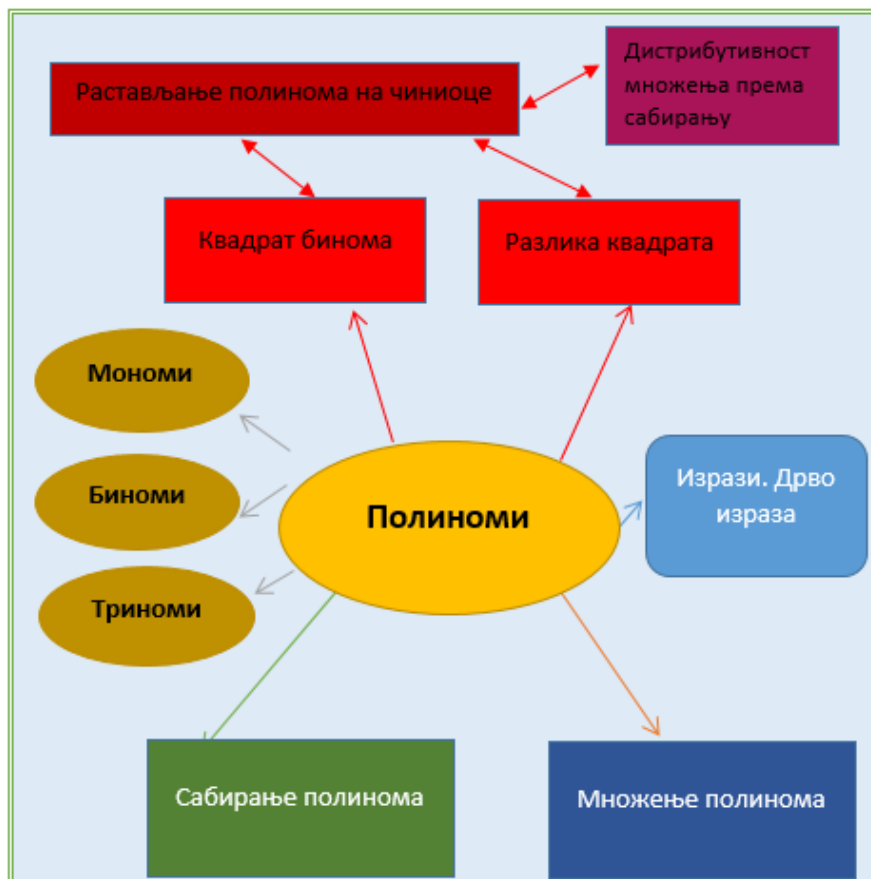 Растављање полинома на чиниоце
Дистрибутивност
множења према
сабирању
Квадрат бинома
Разлика квадрата
Мономи
Биноми
Триноми
Полиноми
Изрази. Дрво
израза
Сабирање полинома
Множење полинома